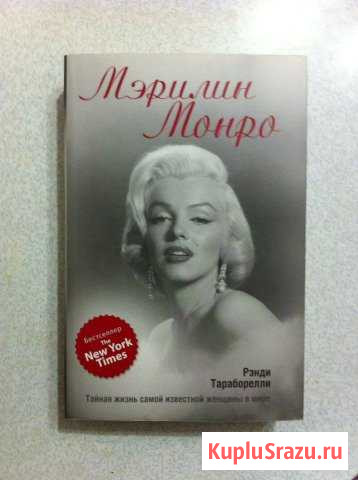 Мэрилин
Монро
Бестселлер
The
New York
Times
Рэнди
Тараборелли
Тайная жизнь самой известной женщины в мире
KupluSrazu.ru